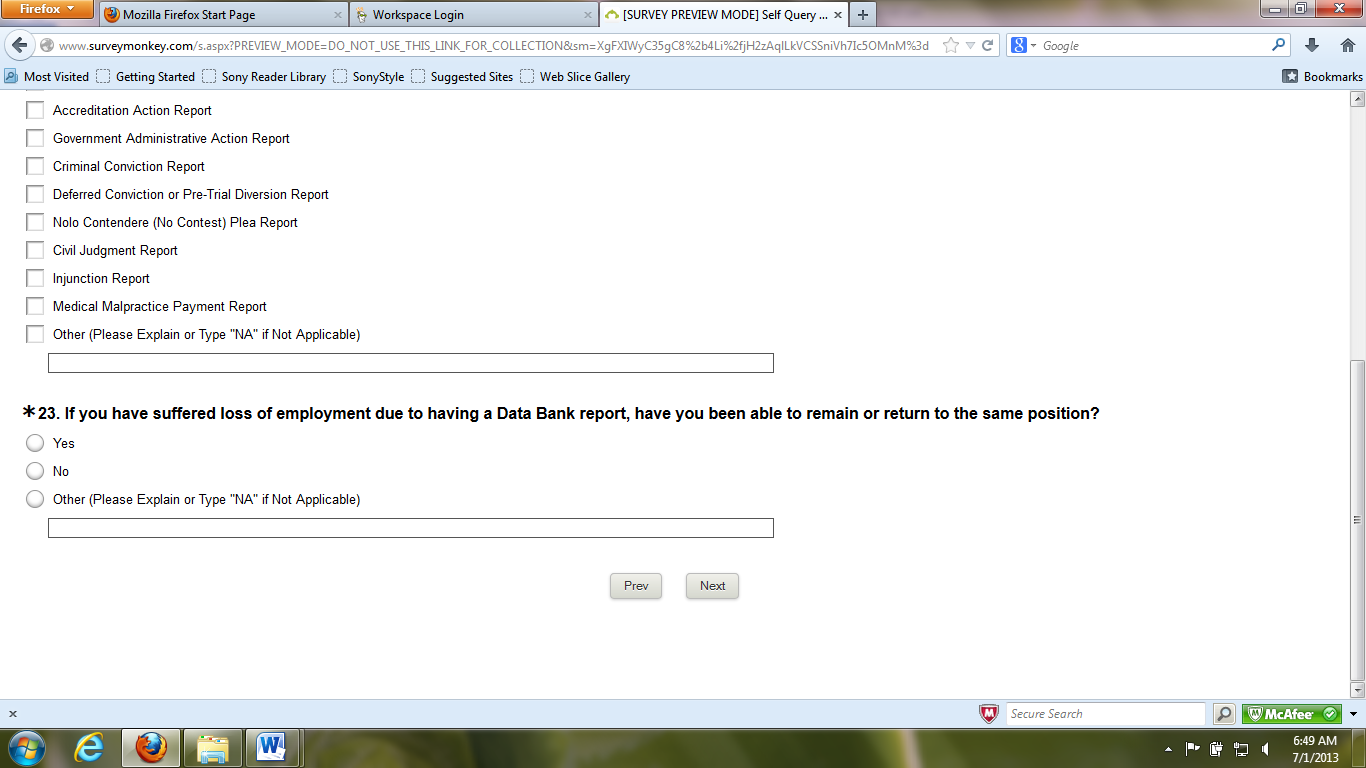 Firefox
Mozilla Firefox Start Page
Workspace Login
[SURVEY PREVIEW MODE] Self Query ...
www.surveymonkey.com/s.aspx?PREVIEW_MODE=DO_NOT_USE_THIS_LINK_FOR_COLLECTION&sm=XgFXIWyC35gC8%2b4Li%2fjH2zAqILkVCSSniVh7Ic5OMnM%3d
Google
Most Visited
Getting Started
Sony Reader Library
SonyStyle
Suggested Sites
Web Slice Gallery
Bookmarks
Accreditation Action Report
Government Administrative Action Report
Criminal Conviction Report
Deferred Conviction or Pre-Trial Diversion Report
Nolo Contendere (No Contest) Plea Report
Civil Judgment Report
Injunction Report
Medical Malpractice Payment Report
Other (Please Explain or Type "NA" if Not Applicable)
*23. If you have suffered loss of employment due to having a Data Bank report, have you been able to remain or return to the same position?
Yes
No
Other (Please Explain or Type "NA" if Not Applicable)
Prev Next
Secure Search
McAfee
6:49 AM
7/1/2013